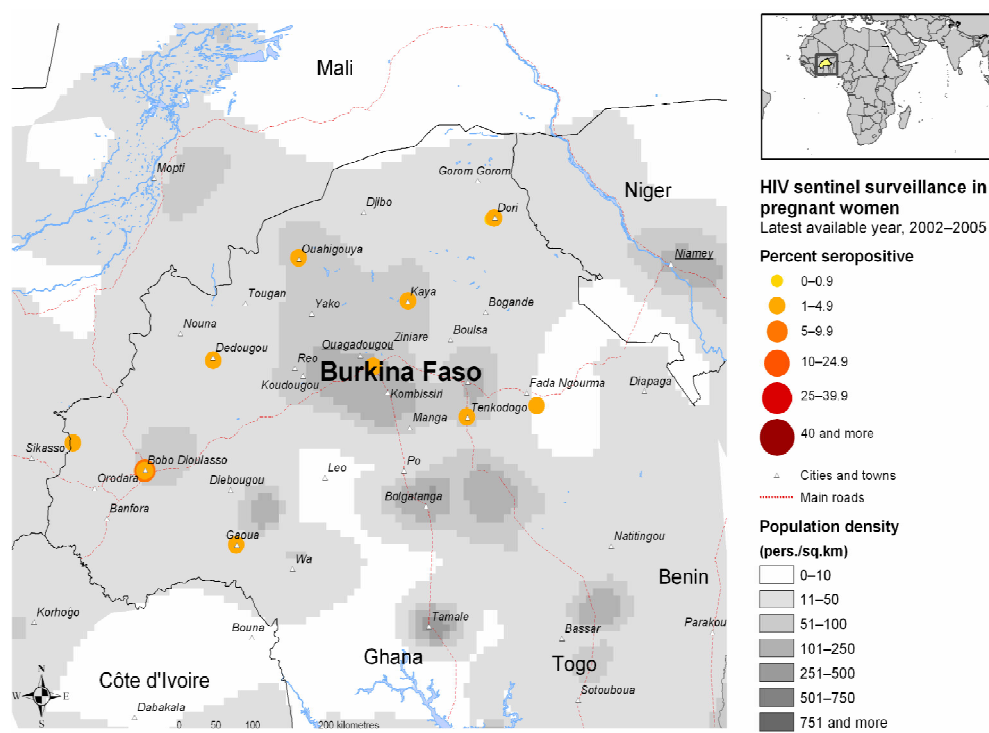 Mali
Mopti
Gorom Gorom
Niger
Djibo
Dori
Ouahigouya
Niamey
Kaya
Tougan
Yako
Bogande
Nouna
Ziniare
Boulsa
Dedougou
Ouagadougou
Reo
Burkina Faso
Koudougou
Kombissiri
Fada Ngourma
Diapaga
Manga
Tenkodogo
Sikasso
Bobo Dioulasso
Leo
Po
Orodara
Diebougou
Banfora
Bolgatanga
Gaoua
Wa
Natitingou
Benin
Korhogo
Bouna
Tamale
Bassar
Parakou
Ghana
Togo
Côte d'Ivoire
Sotouboua
Dabakala
N
W E
S
0 50 100 200 kilometres
HIV sentinel surveillance in
pregnant women
Latest available year, 2002–2005
Percent seropositive
0–0.9
1–4.9
5–9.9
10–24.9
25–39.9
40 and more
Cities and towns
Main roads
Population density
(pers./sq.km)
0–10
11–50
51–100
101–250
251–500
501–750
751 and more